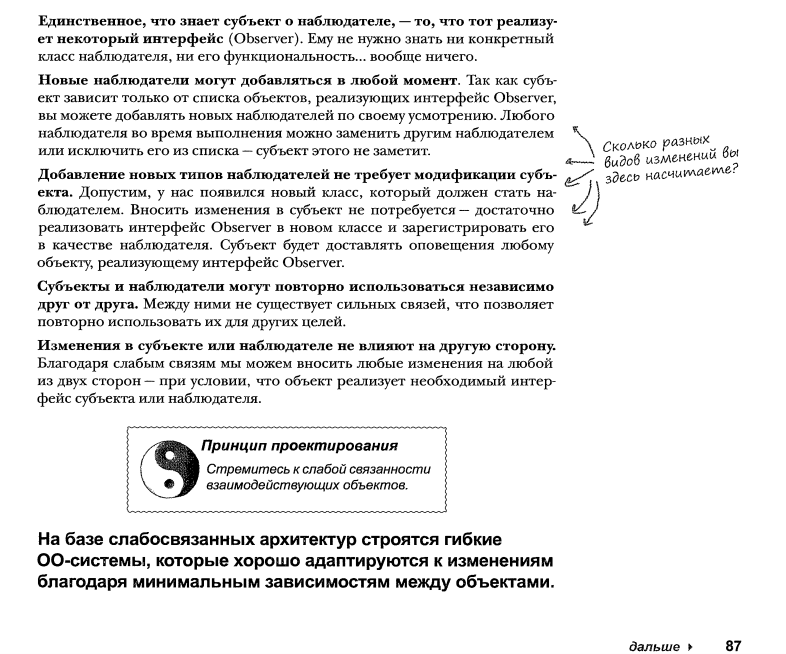 Единственное, что знает субъект о наблюдателе, — то, что тот реализу-
ет некоторый интерфейс (Observer). Ему не нужно знать ни конкретный
класс наблюдателя, ни его функциональность... вообще ничего.
Новые наблюдатели могут добавляться в любой момент. Так как субъ-
ект зависит только от списка объектов, реализующих интерфейс Observer,
вы можете добавлять новых наблюдателей по своему усмотрению. Любого
наблюдателя во время выполнения можно заменить другим наблюдателем
или исключить его из списка — субъект этого не заметит.
Добавление новых типов наблюдателей не требует модификации субъ-
екта. Допустим, у нас появился новый класс, который должен стать на-
блюдателем. Вносить изменения в субъект не потребуется — достаточно
реализовать интерфейс Observer в новом классе и зарегистрировать его
в качестве наблюдателя. Субъект будет доставлять оповещения любому
объекту, реализующему интерфейс Observer.
Субъекты и наблюдатели могут повторно использоваться независимо
друг от друга. Между ними не существует сильных связей, что позволяет
повторно использовать их для других целей.
Изменения в субъекте или наблюдателе не влияют на другую сторону.
Благодаря слабым связям мы можем вносить любые изменения на любой
из двух сторон — при условии, что объект реализует необходимый интер-
фейс субъекта или наблюдателя.
Сколько разных
видов изменений вы
здесь насчитаете?
Принцип проектирования
Стремитесь к слабой связанности
взаимодействующих объектов.
На базе слабосвязанных архитектур строятся гибкие
ОО-системы, которые хорошо адаптируются к изменениям
благодаря минимальным зависимостям между объектами.
дальше 87